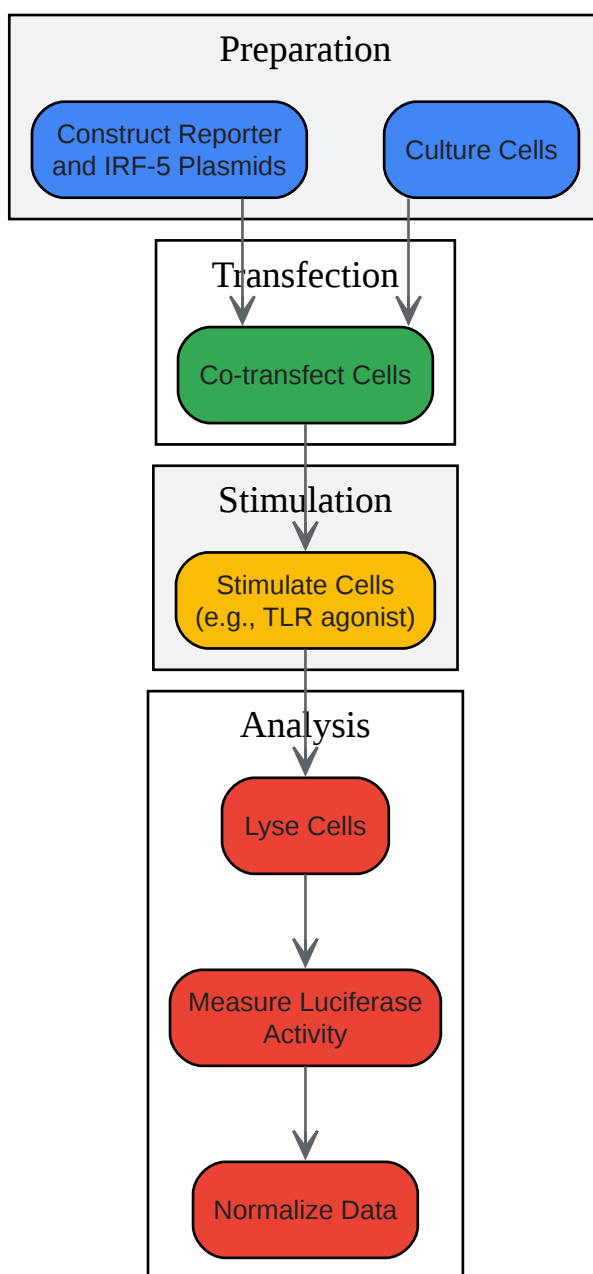 Preparation
Construct Reporter
and IRF-5 Plasmids
Culture Cells
Transfection
Co-transfect Cells
Stimulation
Stimulate Cells
(e.g., TLR agonist)
Analysis
Lyse Cells
Measure Luciferase
Activity
Normalize Data